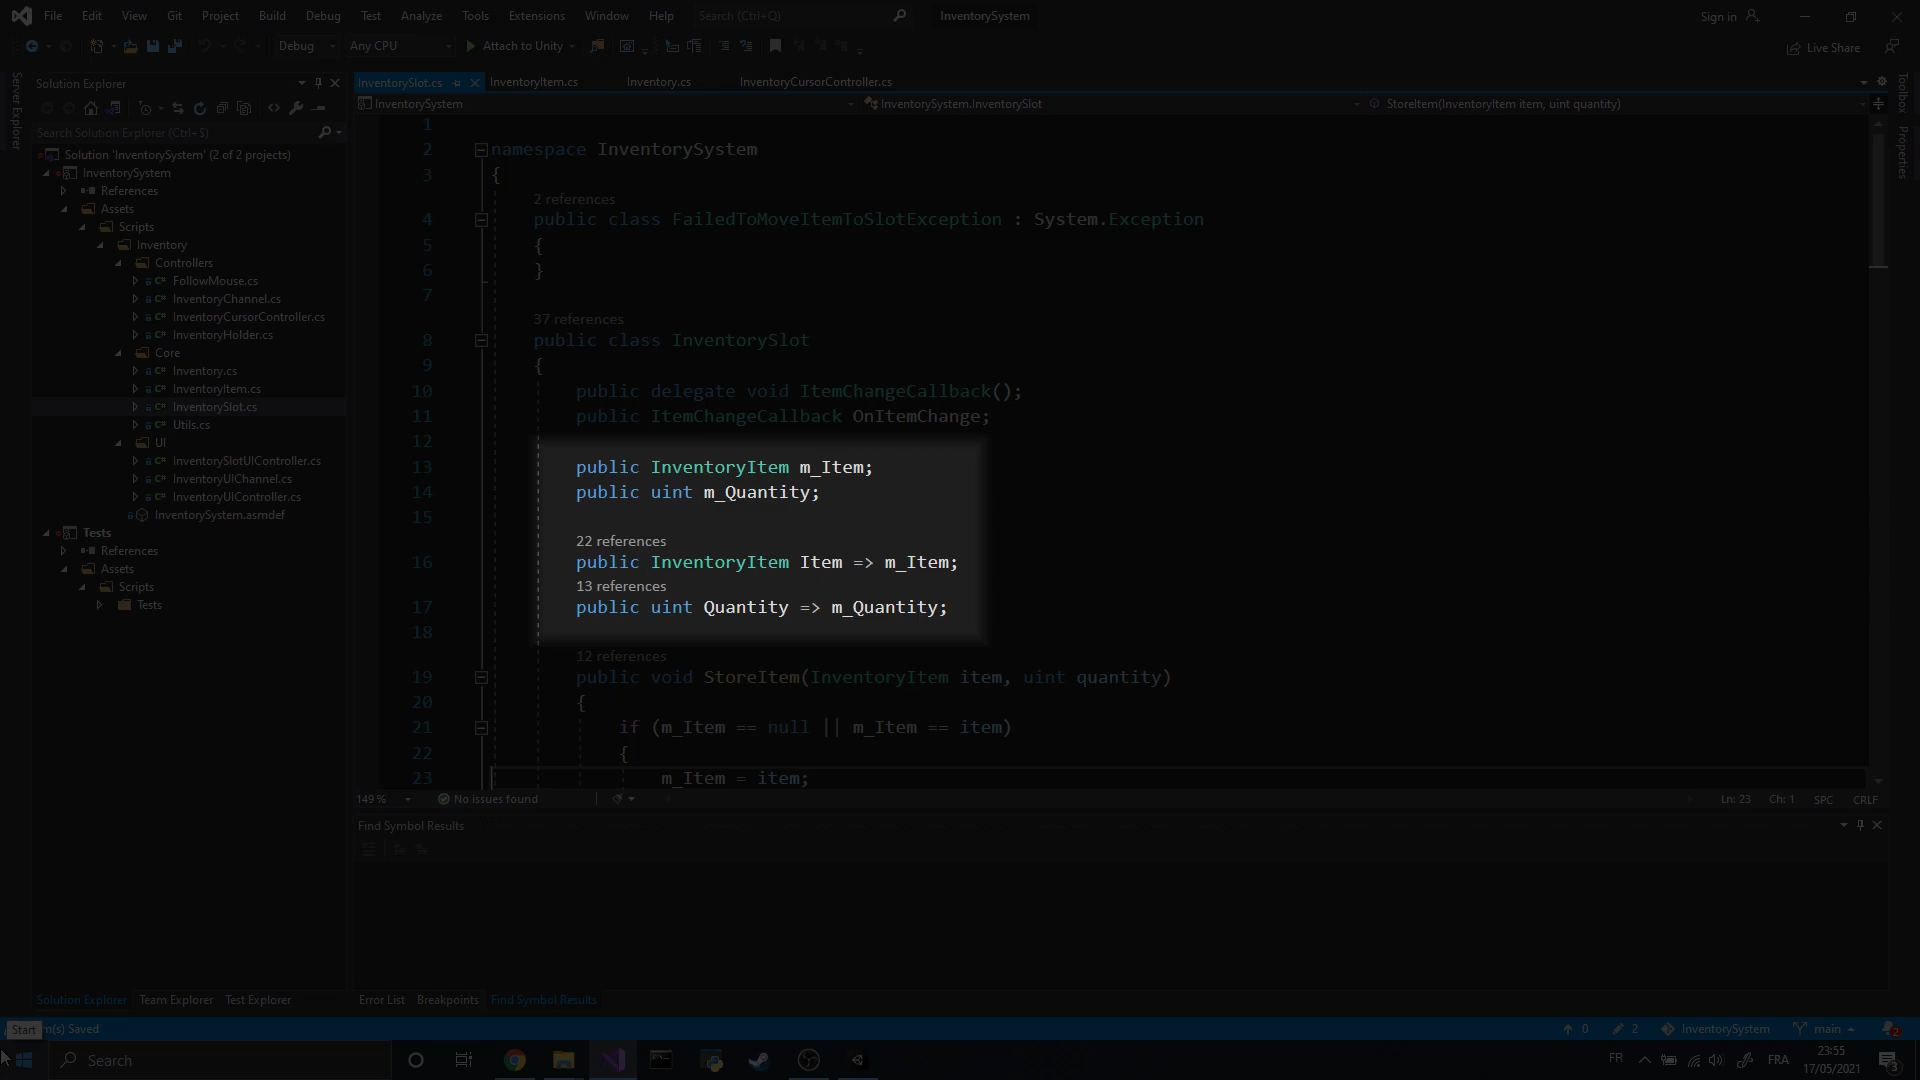 File Edit View Git Project Build Debug Test Analyze Tools Extensions Window Help Search (Ctrl+Q) InventorySystem Sign in
Debug Any CPU Attach to Unity Live Share
Server Explorer
Solution Explorer
Search Solution Explorer (Ctrl+$)
Solution 'InventorySystem' (2 of 2 projects)
InventorySystem
References
Assets
Scripts
Inventory
Controllers
FollowMouse.cs
InventoryChannel.cs
InventoryCursorController.cs
InventoryHolder.cs
Core
Inventory.cs
InventoryItem.cs
InventorySlot.cs
Utils.cs
UI
InventorySlotUIController.cs
InventoryUIChannel.cs
InventoryUIController.cs
InventorySystem.asmdef
Tests
References
Assets
Scripts
Tests
Solution Explorer Team Explorer Test Explorer
InventorySlot.cs InventoryItem.cs Inventory.cs InventoryCursorController.cs
InventorySystem InventorySystem.InventorySlot StoreItem(InventoryItem item, uint quantity)
1
2 namespace InventorySystem
3 {
2 references
4 public class FailedToMoveItemToSlotException : System.Exception
5 {
6 }
7
37 references
8 public class InventorySlot
9 {
10 public delegate void ItemChangeCallback();
11 public ItemChangeCallback OnItemChange;
12
13 public InventoryItem m_Item;
14 public uint m_Quantity;
15
22 references
16 public InventoryItem Item => m_Item;
13 references
17 public uint Quantity => m_Quantity;
18
12 references
19 public void StoreItem(InventoryItem item, uint quantity)
20 {
21 if (m_Item == null || m_Item == item)
22 {
23 m_Item = item;
149 % No issues found Ln: 23 Ch: 1 SPC CRLF
Find Symbol Results
Error List Breakpoints Find Symbol Results
Toolbox
Properties
Start
m(s) Saved 0 2 InventorySystem main 2
Search FR FRA 23:55
17/05/2021 3